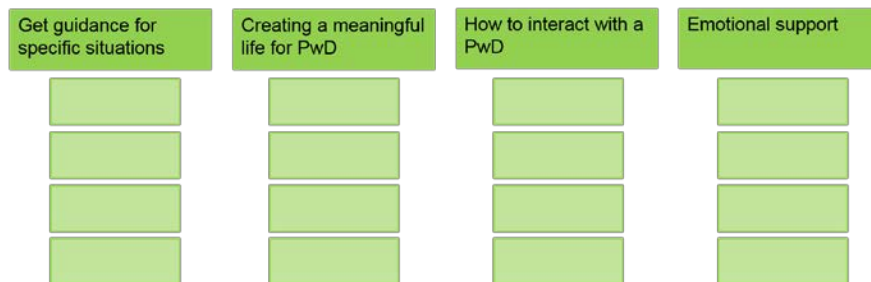 Get guidance for
specific situations
Creating a meaningful
life for PwD
How to interact with a
PwD
Emotional support